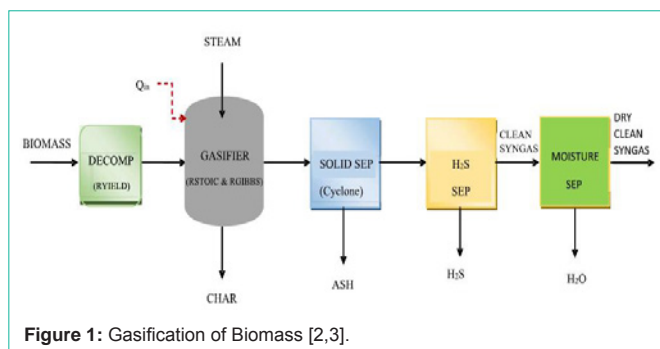 STEAM
Qin
BIOMASS
DECOMP
(RYIELD)
GASIFIER
(RSTOIC & RGIBBS)
SOLID SEP
(Cyclone)
H₂S
SEP
CLEAN
SYNGAS
MOISTURE
SEP
DRY
CLEAN
SYNGAS
CHAR
ASH
H₂S
H₂O
Figure 1: Gasification of Biomass [2,3].